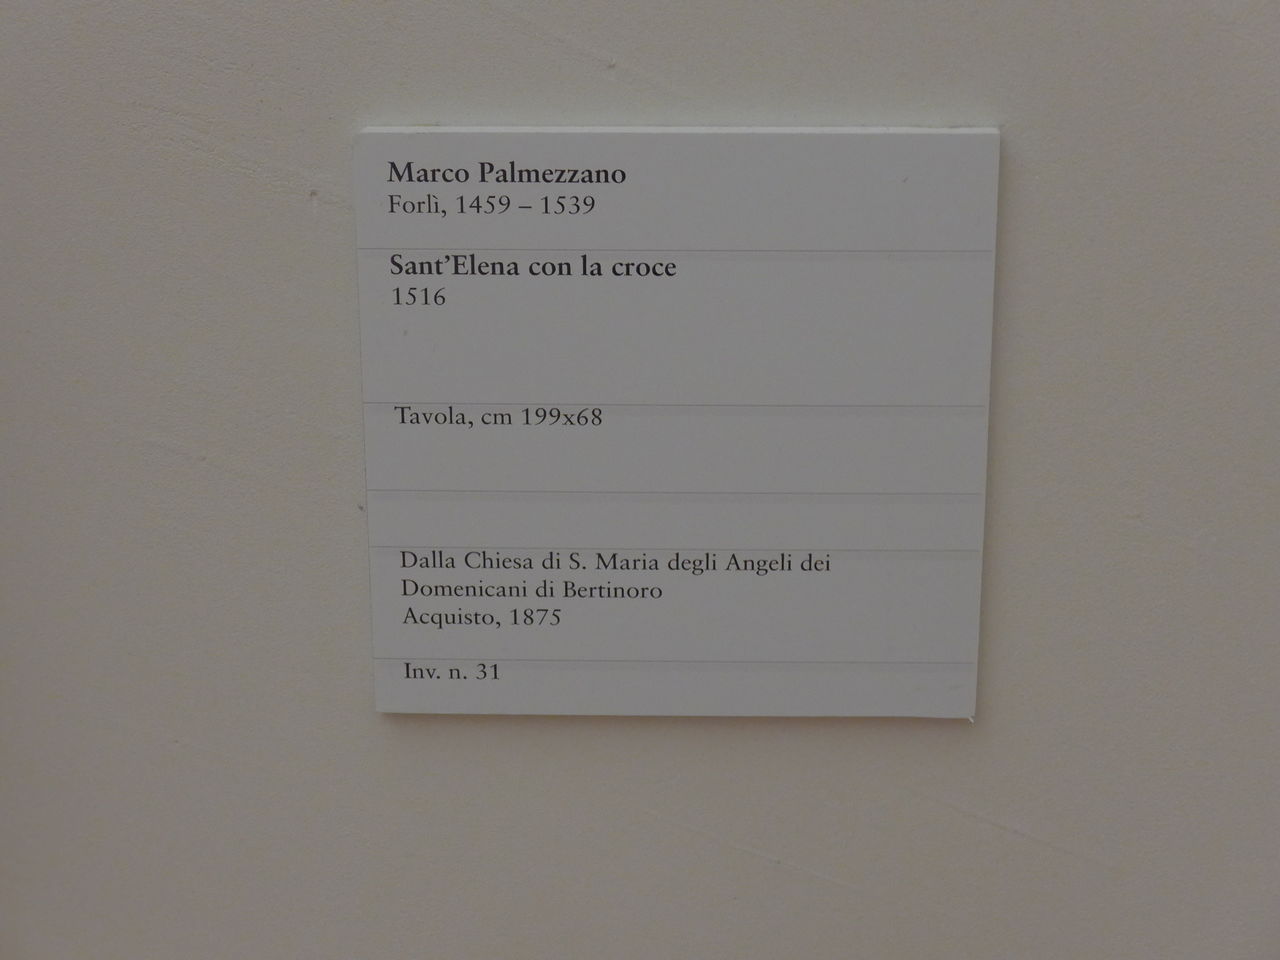 Marco Palmezzano
Forlì, 1459 – 1539
Sant'Elena con la croce
1516
Tavola, cm 199x68
Dalla Chiesa di S. Maria degli Angeli dei
Domenicani di Bertinoro
Acquisto, 1875
Inv. n. 31